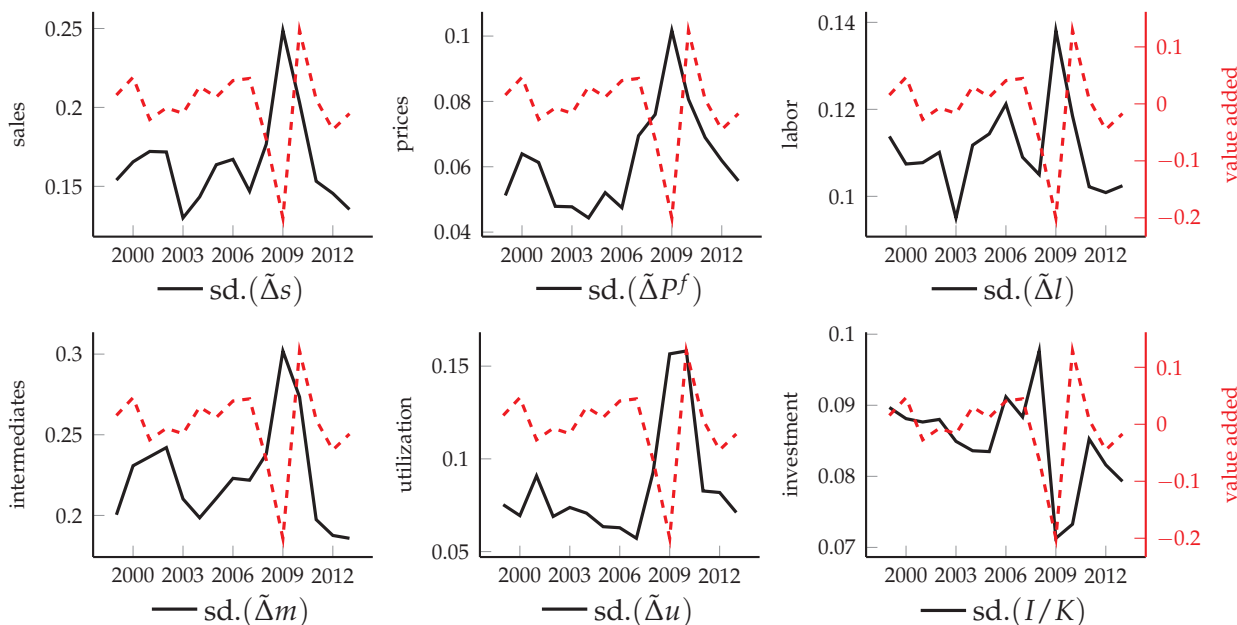 0.25
0.2
0.15
sales
2000 2003 2006 2009 2012
sd.(Δ̃s)
0.1
0.08
0.06
0.04
prices
2000 2003 2006 2009 2012
sd.(Δ̃P^f)
0.14
0.12
0.1
labor
2000 2003 2006 2009 2012
sd.(Δ̃l)
0.1
0
−0.1
−0.2
value added
0.3
0.25
0.2
intermediates
2000 2003 2006 2009 2012
sd.(Δ̃m)
0.15
0.1
0.05
utilization
2000 2003 2006 2009 2012
sd.(Δ̃u)
0.1
0.09
0.08
0.07
investment
2000 2003 2006 2009 2012
sd.(I/K)
0.1
0
−0.1
−0.2
value added